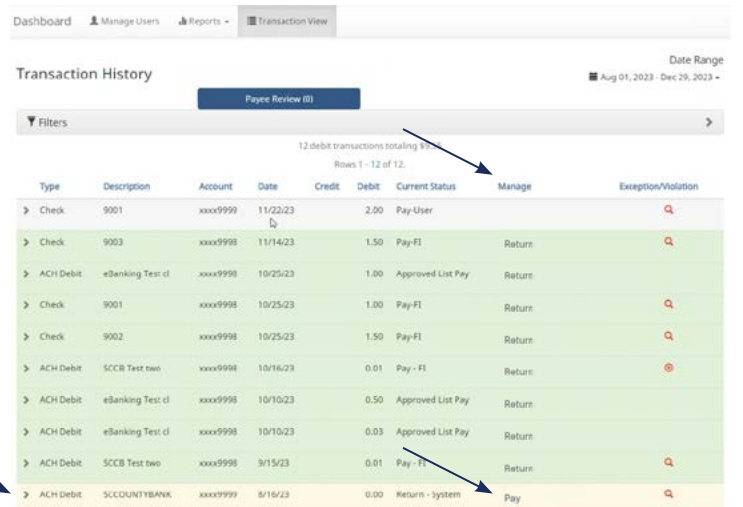 Dashboard Manage Users Reports Transaction View
Date Range
Transaction History Aug 01, 2023 - Dec 29, 2023
Payee Review (0)
Filters
12 debit transactions totaling
Rows 1 - 12 of 12.
Type Description Account Date Credit Debit Current Status Manage Exception/Violation
Check 9001 xxxx9999 11/22/23 2.00 Pay-User
Check 9003 xxxx9998 11/14/23 1.50 Pay-FI Return
ACH Debit eBanking Test cl xxxx9998 10/25/23 1.00 Approved List Pay Return
Check 9001 xxxx9998 10/25/23 1.00 Pay-FI Return
Check 9002 xxxx9998 10/25/23 1.50 Pay-FI Return
ACH Debit SCCB Test two xxxx9998 10/16/23 0.01 Pay - FI Return
ACH Debit eBanking Test cl xxxx9998 10/10/23 0.50 Approved List Pay Return
ACH Debit eBanking Test cl xxxx9998 10/10/23 0.03 Approved List Pay Return
ACH Debit SCCB Test two xxxx9998 9/15/23 0.01 Pay - FI Return
ACH Debit SCCOUNTYBANK xxxx9999 8/16/23 0.00 Return - System Pay